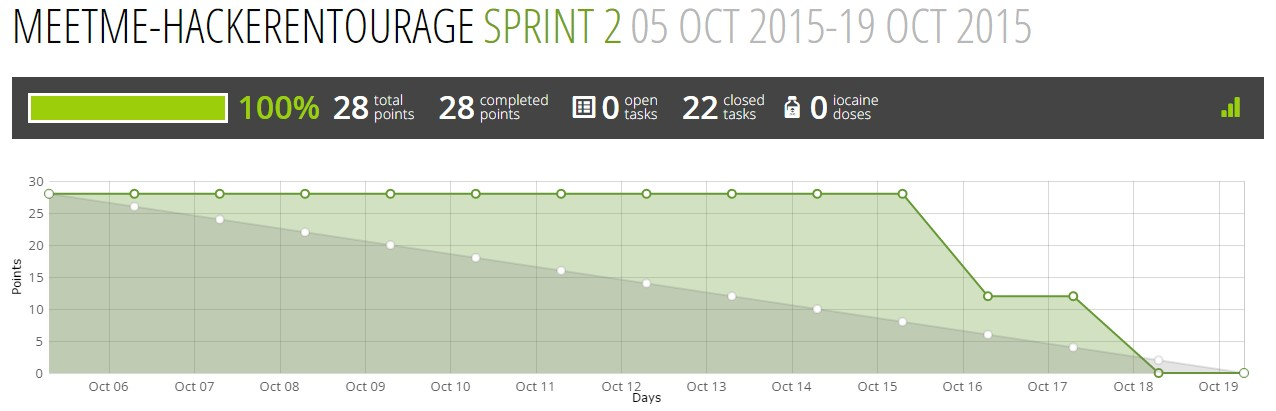 MEETME-HACKERENTOURAGE SPRINT 2 05 OCT 2015-19 OCT 2015
100% 28 total points 28 completed points 0 open tasks 22 closed tasks 0 iocaine doses
30
25
20
15
10
5
0
Points
Oct 06 Oct 07 Oct 08 Oct 09 Oct 10 Oct 11 Oct 12 Oct 13 Oct 14 Oct 15 Oct 16 Oct 17 Oct 18 Oct 19
Days